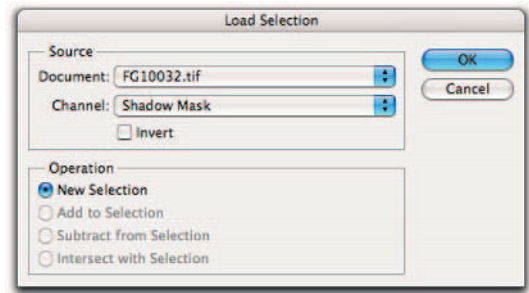 Load Selection
Source
Document: FG10032.tif
Channel: Shadow Mask
Invert
OK
Cancel
Operation
New Selection
Add to Selection
Subtract from Selection
Intersect with Selection